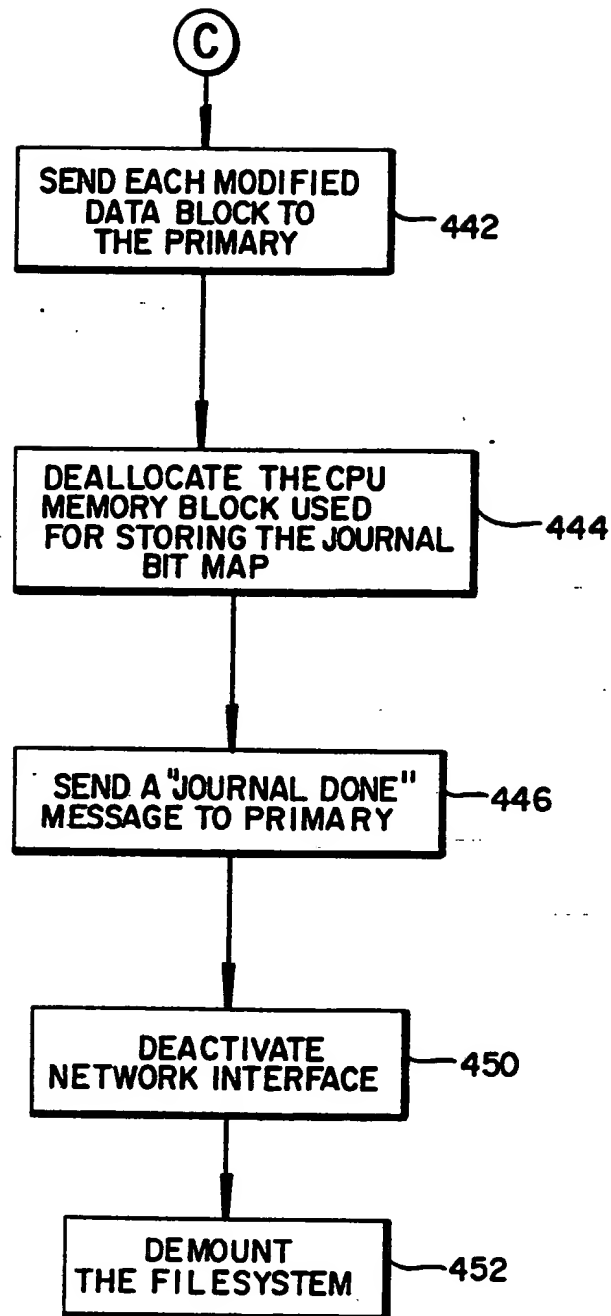 C
SEND EACH MODIFIED
DATA BLOCK TO
THE PRIMARY
442
DEALLOCATE THE CPU
MEMORY BLOCK USED
FOR STORING THE JOURNAL
BIT MAP
444
SEND A "JOURNAL DONE"
MESSAGE TO PRIMARY
446
DEACTIVATE
NETWORK INTERFACE
450
DEMOUNT
THE FILESYSTEM
452